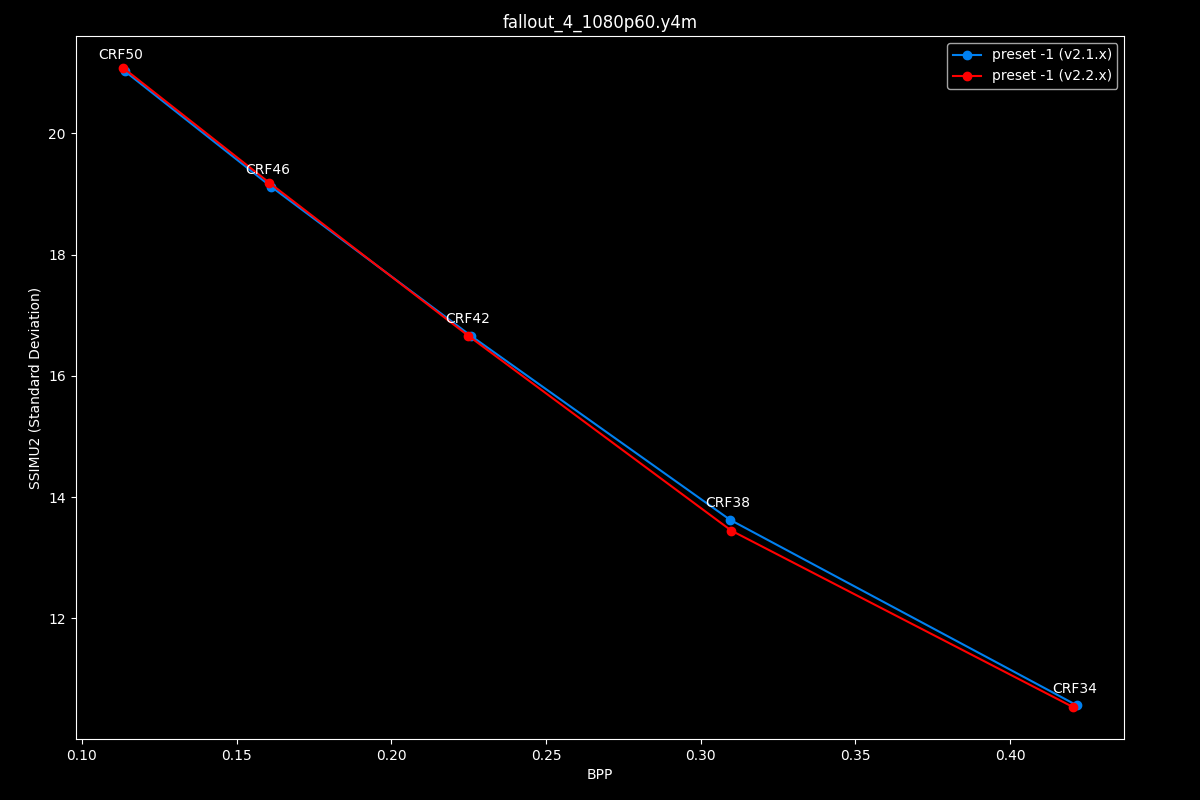 fallout_4_1080p60.y4m
preset -1 (v2.1.x)
preset -1 (v2.2.x)
CRF50
CRF46
CRF42
CRF38
CRF34
SSIMU2 (Standard Deviation)
20
18
16
14
12
0.10 0.15 0.20 0.25 0.30 0.35 0.40
BPP